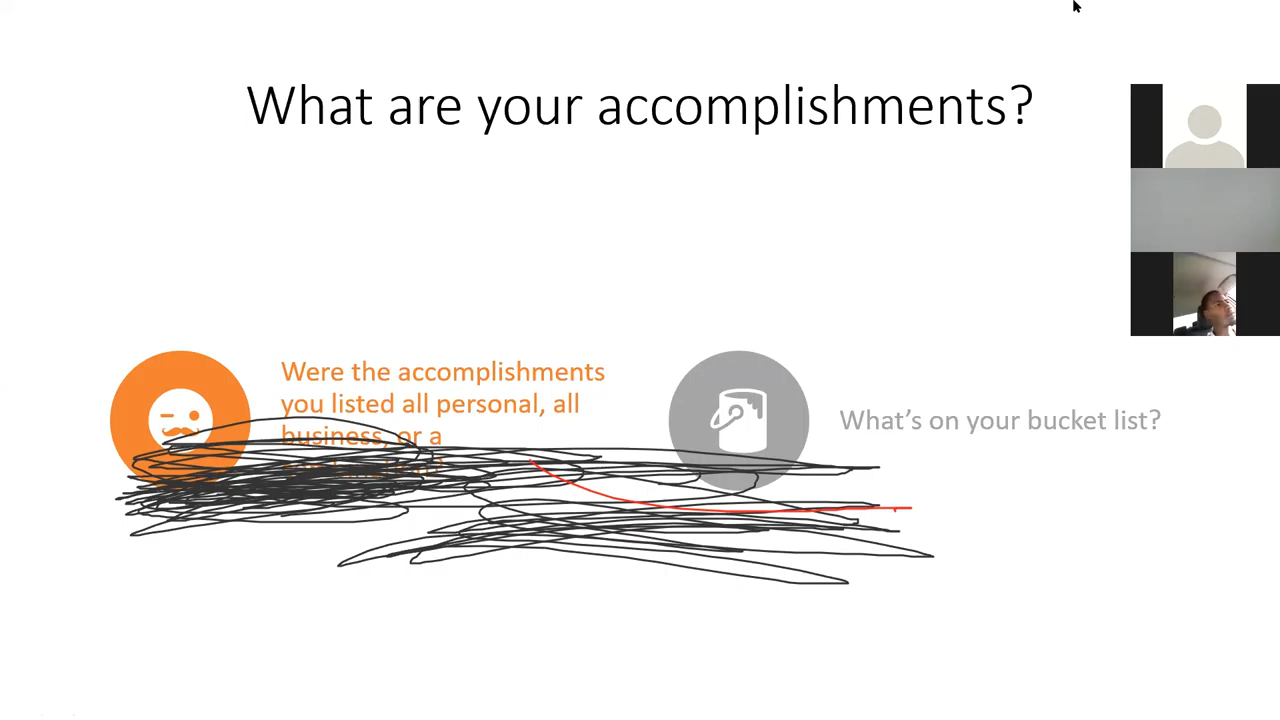 What are your accomplishments?
Were the accomplishments
you listed all personal, all
business, or a
What's on your bucket list?